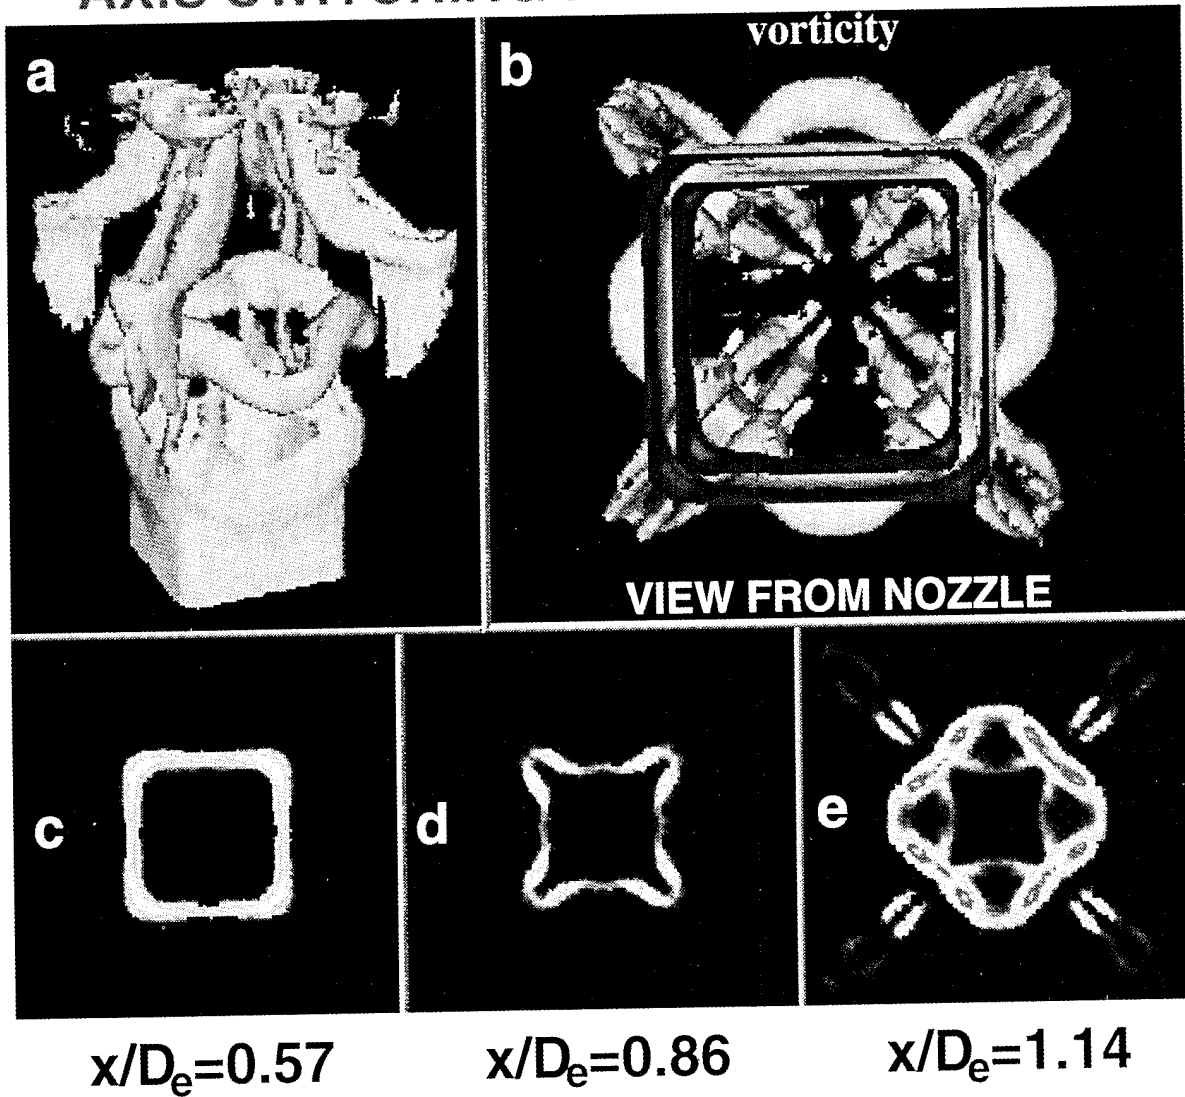 a
b
vorticity
VIEW FROM NOZZLE
c
d
e
x/De=0.57
x/De=0.86
x/De=1.14